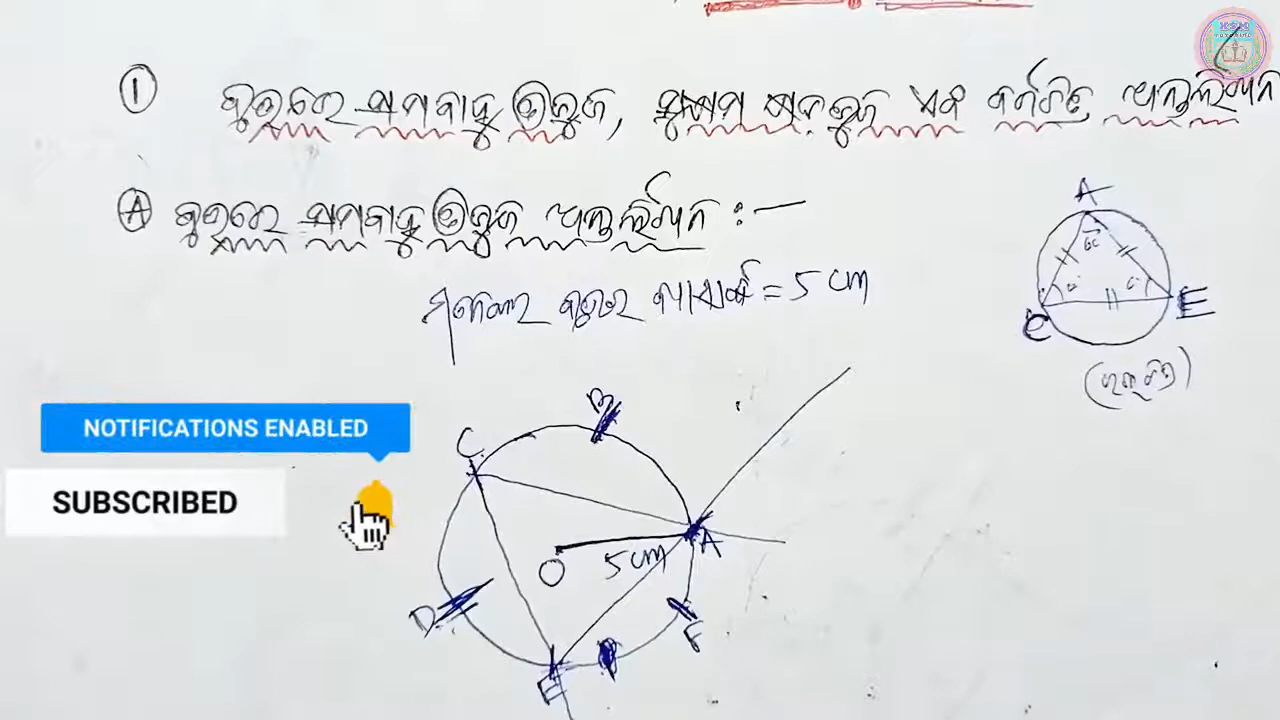 ① ବୃତ୍ତରେ ସମବାହୁ ତ୍ରିଭୁଜ, ସୁଷମ ଷଡ଼ଭୁଜ ଏବଂ ବର୍ଗଚିତ୍ର ଅନ୍ତର୍ଲିଖନ
Ⓐ ବୃତ୍ତରେ ସମବାହୁ ତ୍ରିଭୁଜ ଅନ୍ତର୍ଲିଖନ :—
ମନେକର ବୃତ୍ତର ବ୍ୟାସାର୍ଦ୍ଧ = 5 cm
A
60°
C E
B
C
NOTIFICATIONS ENABLED
SUBSCRIBED
O 5 cm A
D
F
E